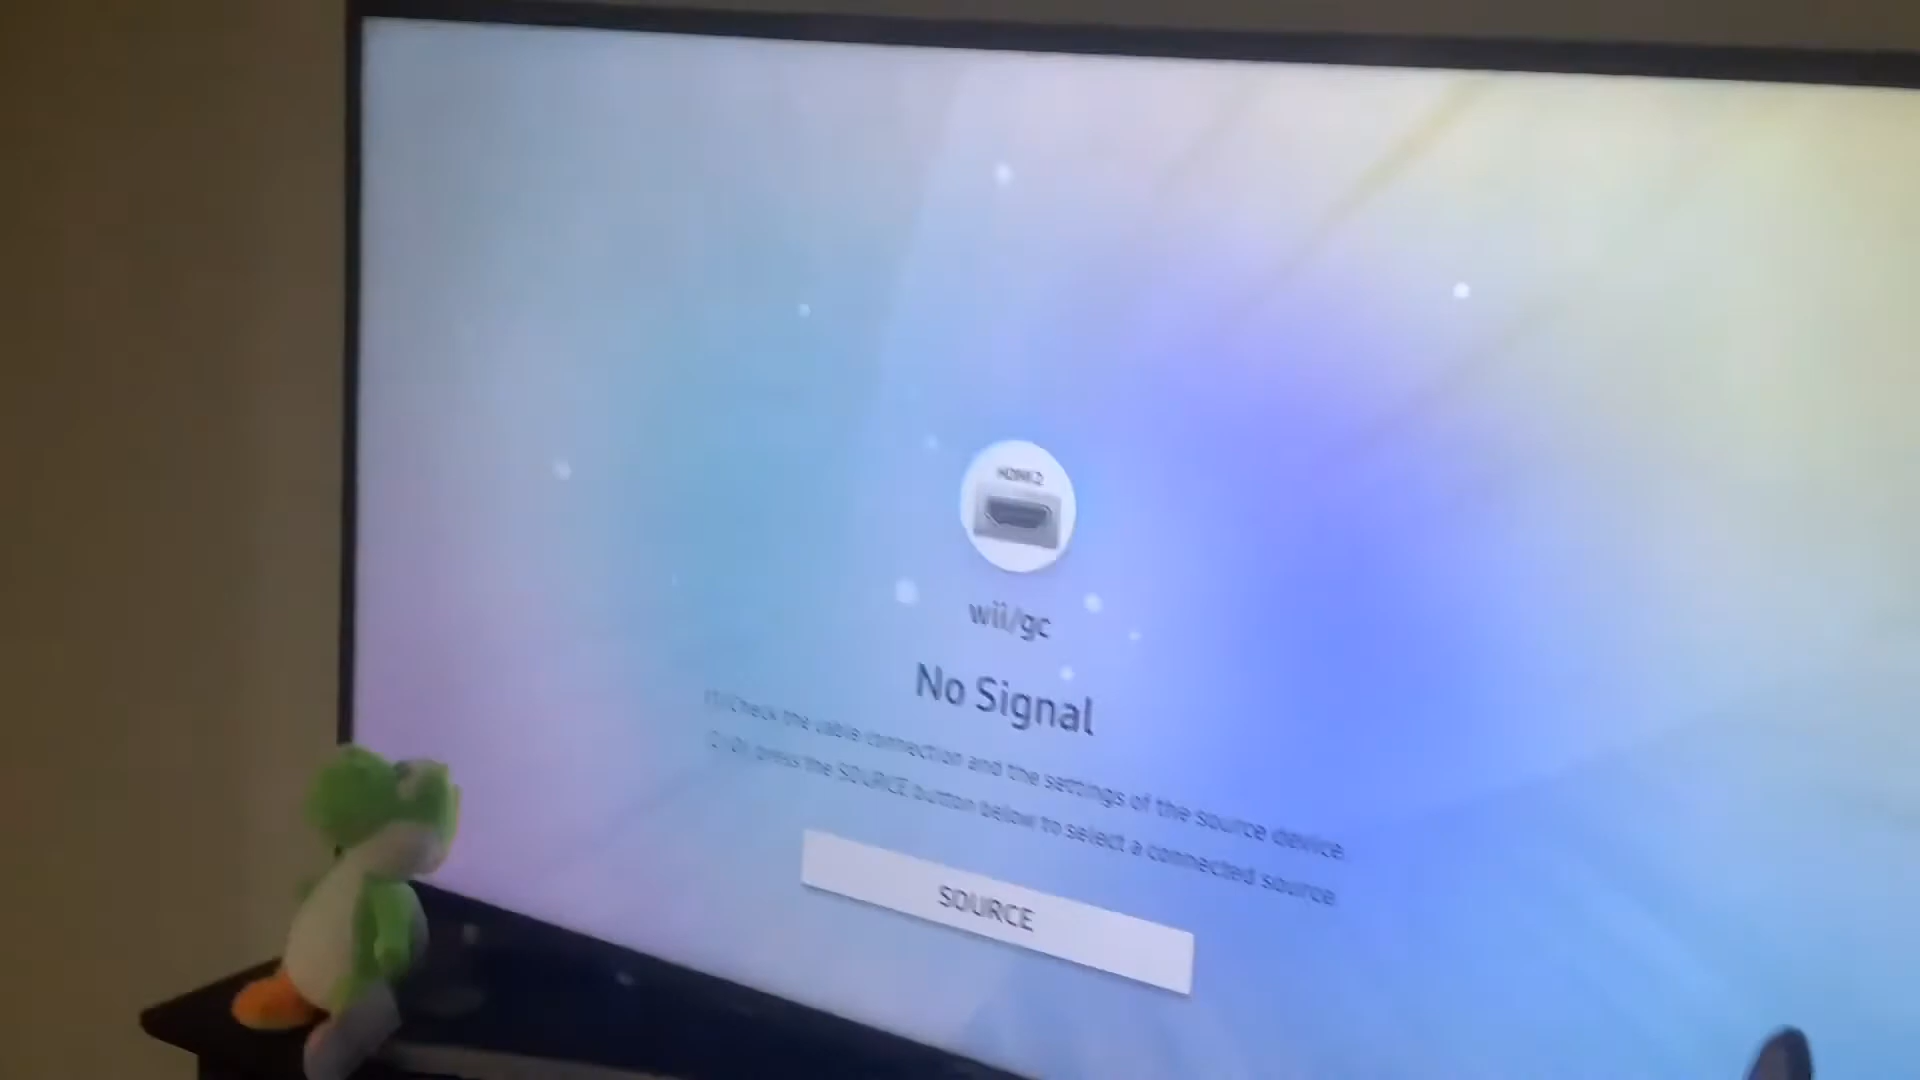 HDMI 2
wii/gc
No Signal
Check the cable connection and the settings of the source device.
Or press the SOURCE button below to select a connected source.
SOURCE